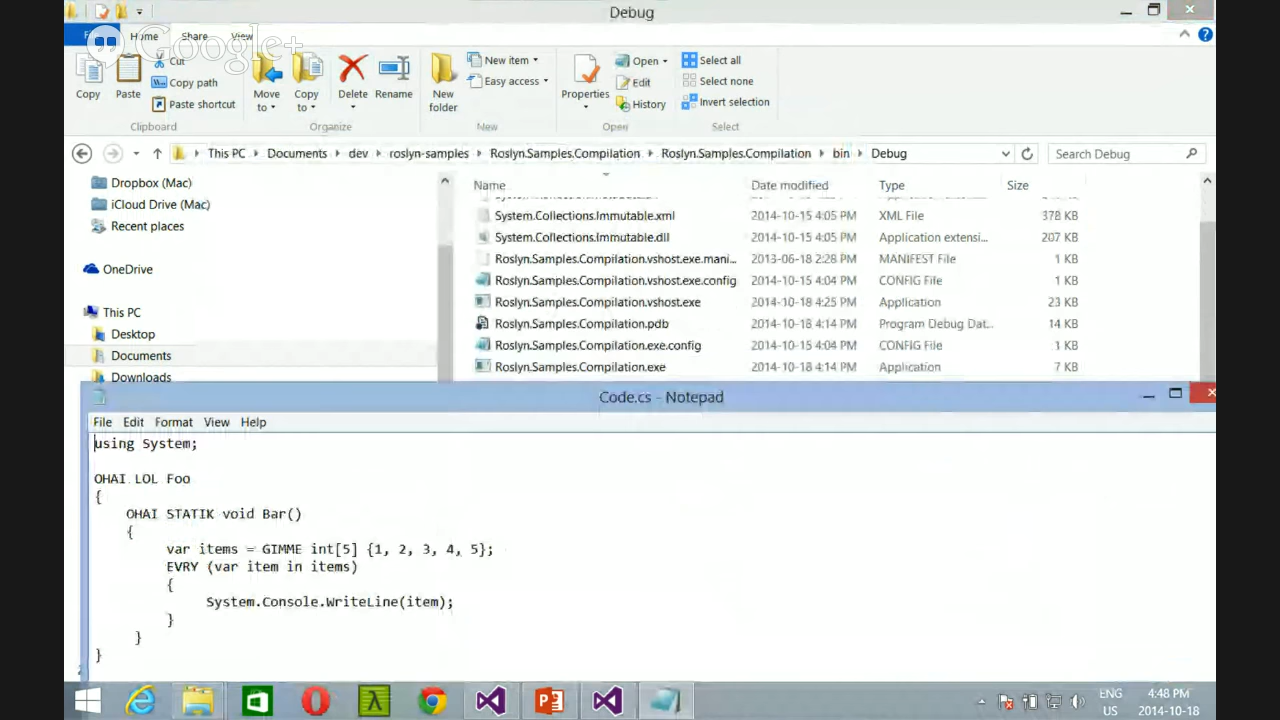 Debug
Home Share View
Google+
Copy
Paste
Cut
Copy path
Paste shortcut
Move to
Copy to
Delete
Rename
New folder
New item
Easy access
Properties
Open
Edit
History
Select all
Select none
Invert selection
Clipboard
Organize
New
Open
Select
This PC Documents dev roslyn-samples Roslyn.Samples.Compilation Roslyn.Samples.Compilation bin Debug
Search Debug
Dropbox (Mac)
iCloud Drive (Mac)
Recent places
OneDrive
This PC
Desktop
Documents
Downloads
Name Date modified Type Size
System.Collections.Immutable.xml 2014-10-15 4:05 PM XML File 378 KB
System.Collections.Immutable.dll 2014-10-15 4:05 PM Application extensi... 207 KB
Roslyn.Samples.Compilation.vshost.exe.mani... 2013-06-18 2:28 PM MANIFEST File 1 KB
Roslyn.Samples.Compilation.vshost.exe.config 2014-10-15 4:04 PM CONFIG File 1 KB
Roslyn.Samples.Compilation.vshost.exe 2014-10-18 4:25 PM Application 23 KB
Roslyn.Samples.Compilation.pdb 2014-10-18 4:14 PM Program Debug Dat... 14 KB
Roslyn.Samples.Compilation.exe.config 2014-10-15 4:04 PM CONFIG File 1 KB
Roslyn.Samples.Compilation.exe 2014-10-18 4:14 PM Application 7 KB
Code.cs - Notepad
File Edit Format View Help
using System;
OHAI LOL Foo
{
OHAI STATIK void Bar()
{
var items = GIMME int[5] {1, 2, 3, 4, 5};
EVRY (var item in items)
{
System.Console.WriteLine(item);
}
}
}
ENG
US
4:48 PM
2014-10-18